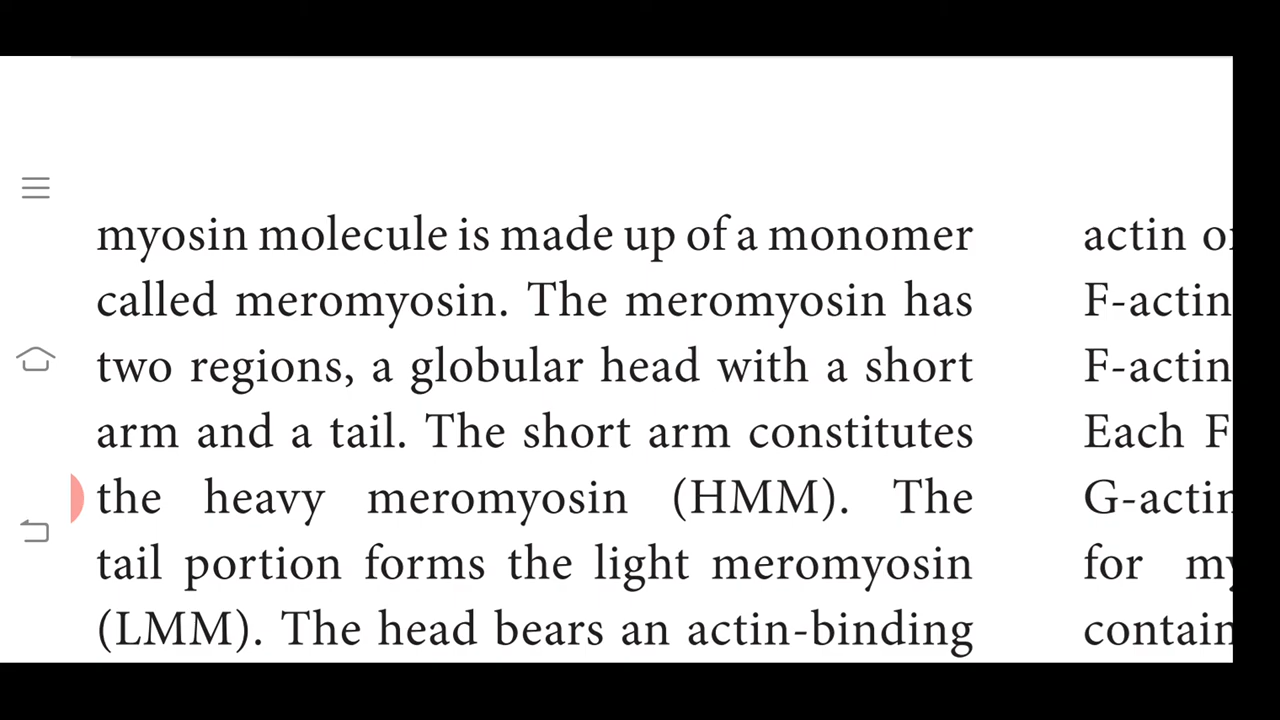 myosin molecule is made up of a monomer
called meromyosin. The meromyosin has
two regions, a globular head with a short
arm and a tail. The short arm constitutes
the heavy meromyosin (HMM). The
tail portion forms the light meromyosin
(LMM). The head bears an actin-binding
actin
F-actin
F-actin
Each F
G-actin
for
contain